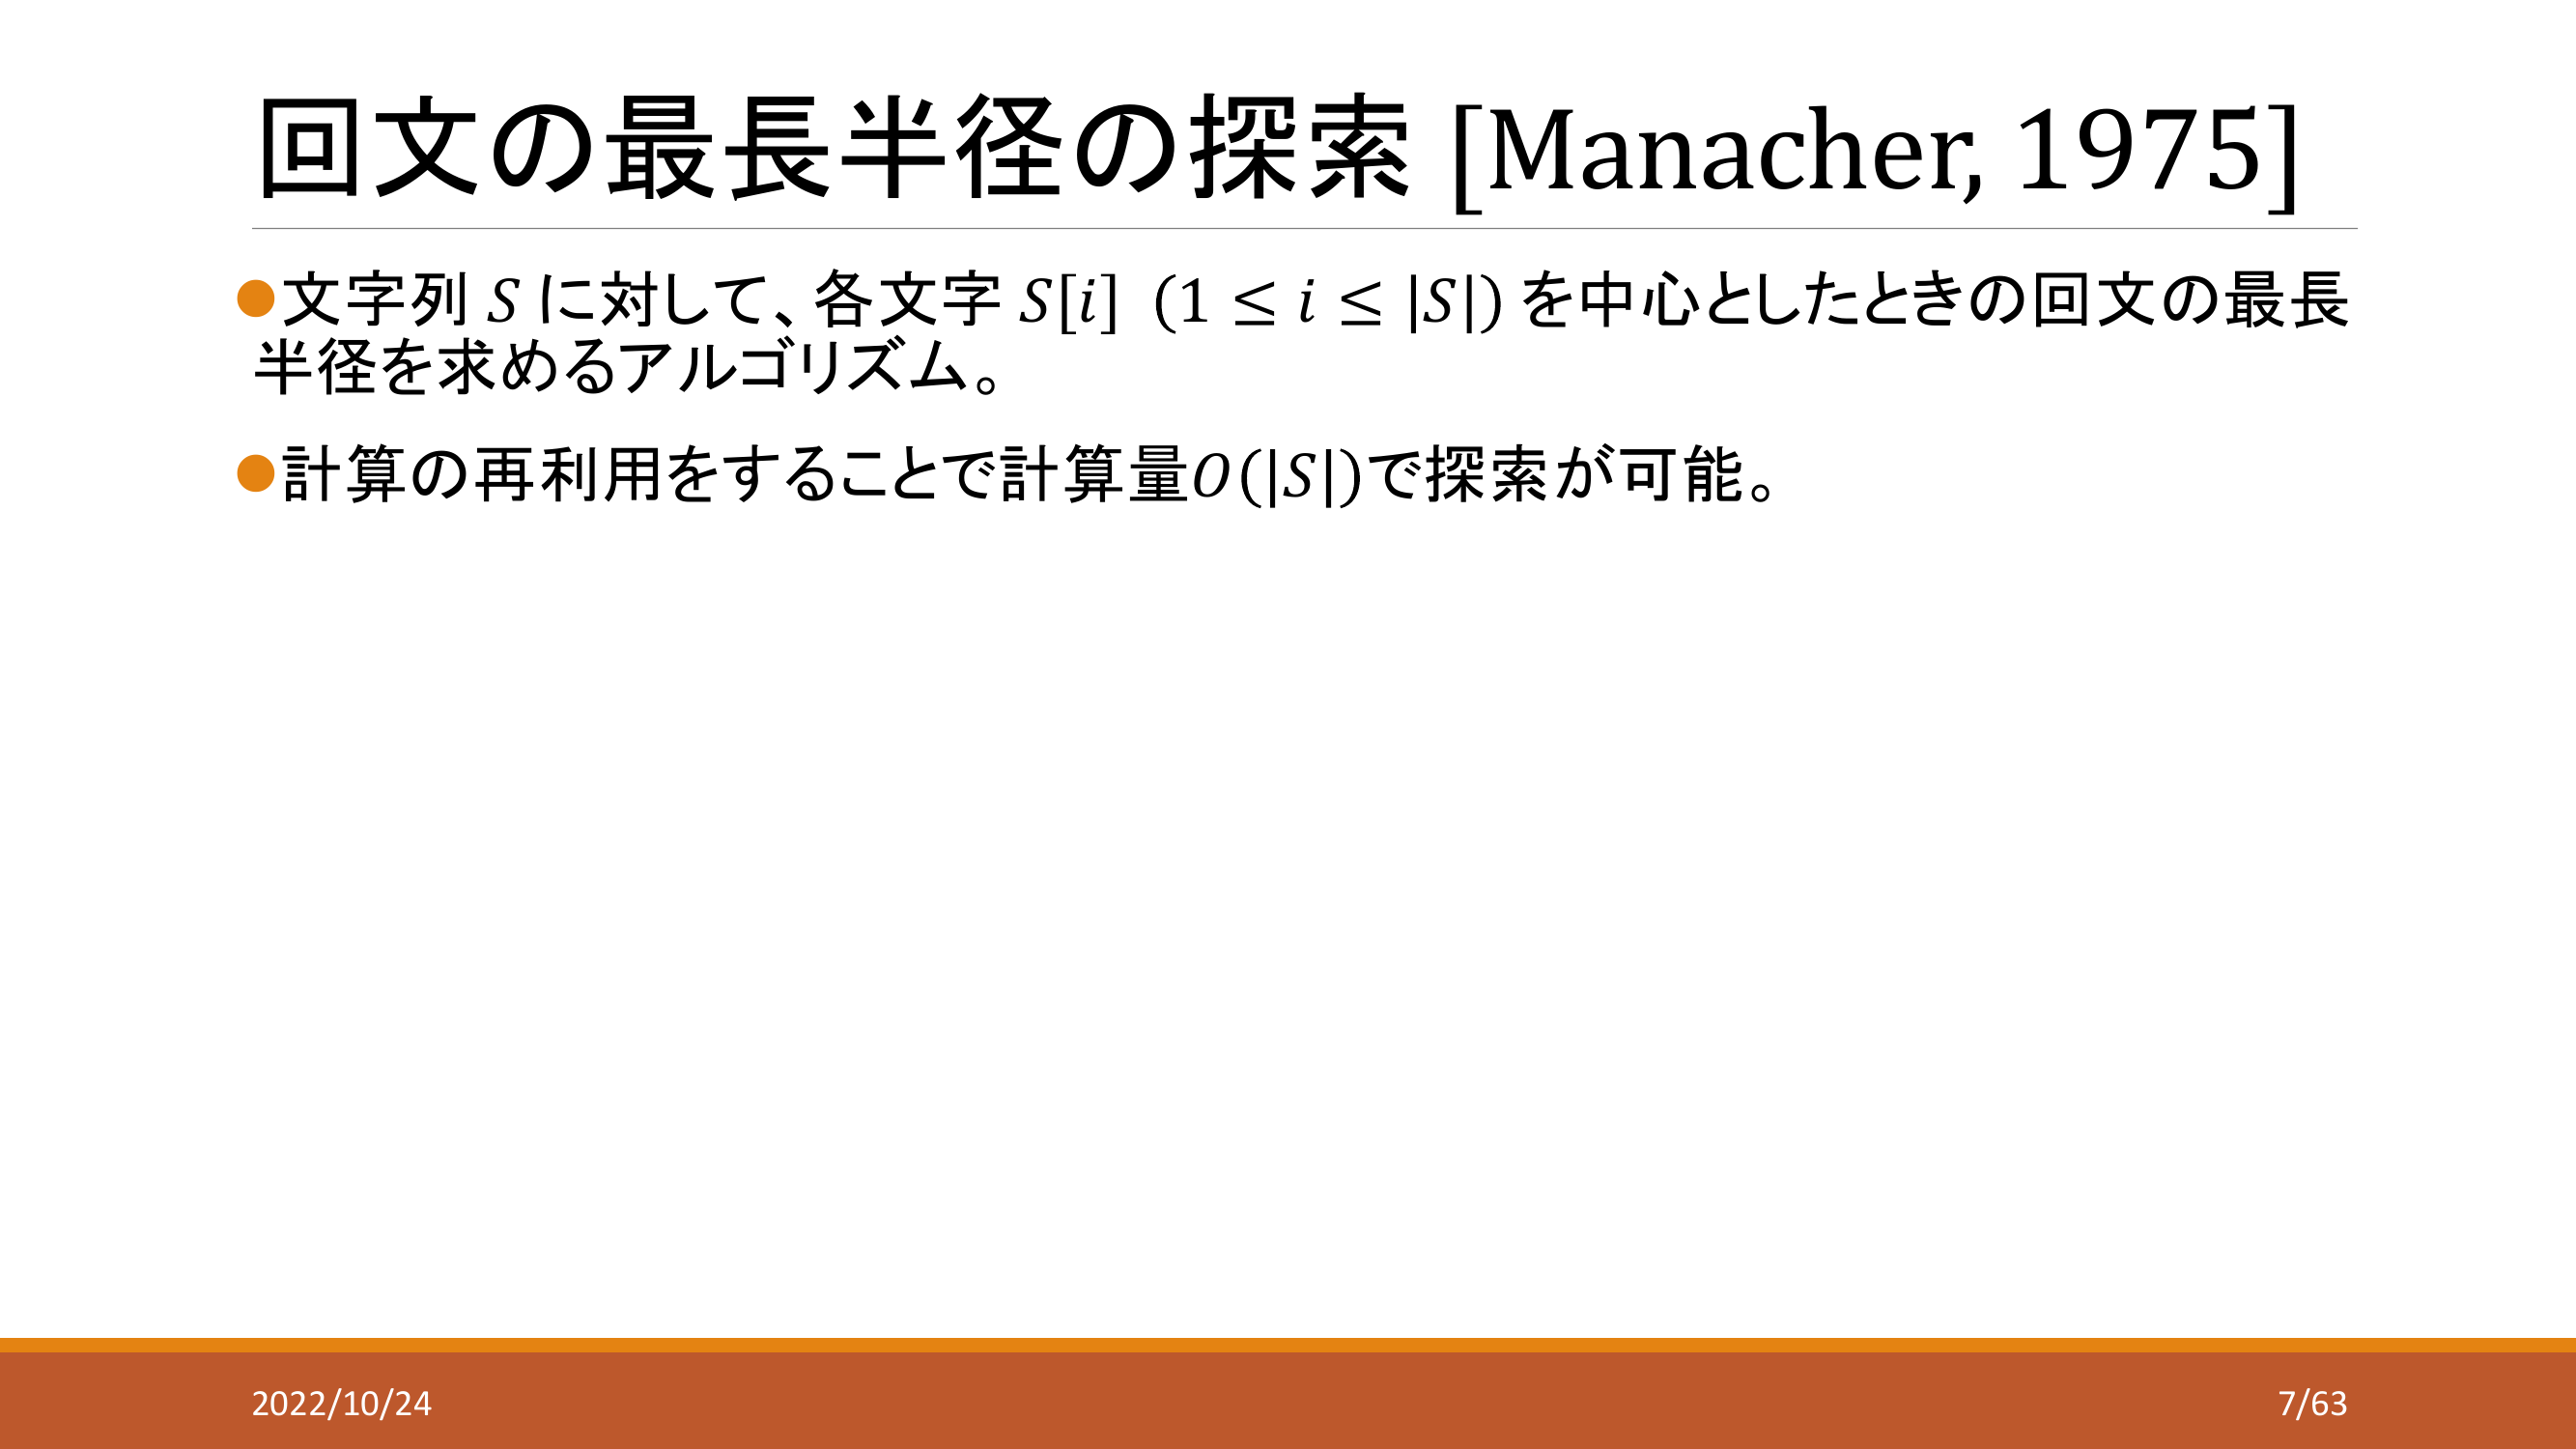 回文の最長半径の探索 [Manacher, 1975]
●文字列 S に対して、各文字 S[i] (1 ≤ i ≤ |S|) を中心としたときの回文の最長
半径を求めるアルゴリズム。
●計算の再利用をすることで計算量O(|S|)で探索が可能。
2022/10/24
7/63